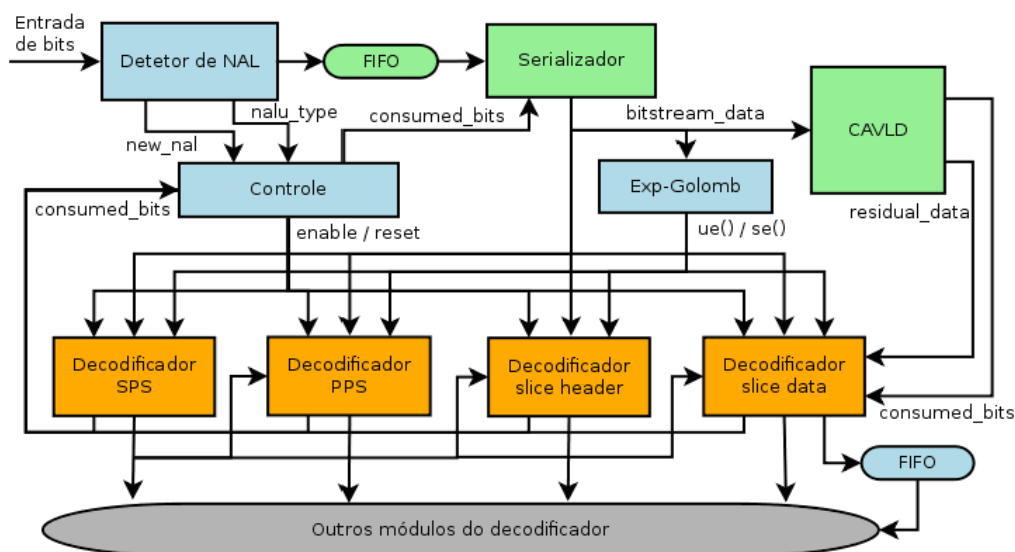 Entrada
de bits
Detetor de NAL
FIFO
Serializador
nalu_type
consumed_bits
bitstream_data
CAVLD
new_nal
Controle
Exp-Golomb
consumed_bits
residual_data
enable / reset
ue() / se()
Decodificador
SPS
Decodificador
PPS
Decodificador
slice header
Decodificador
slice data
consumed_bits
FIFO
Outros módulos do decodificador